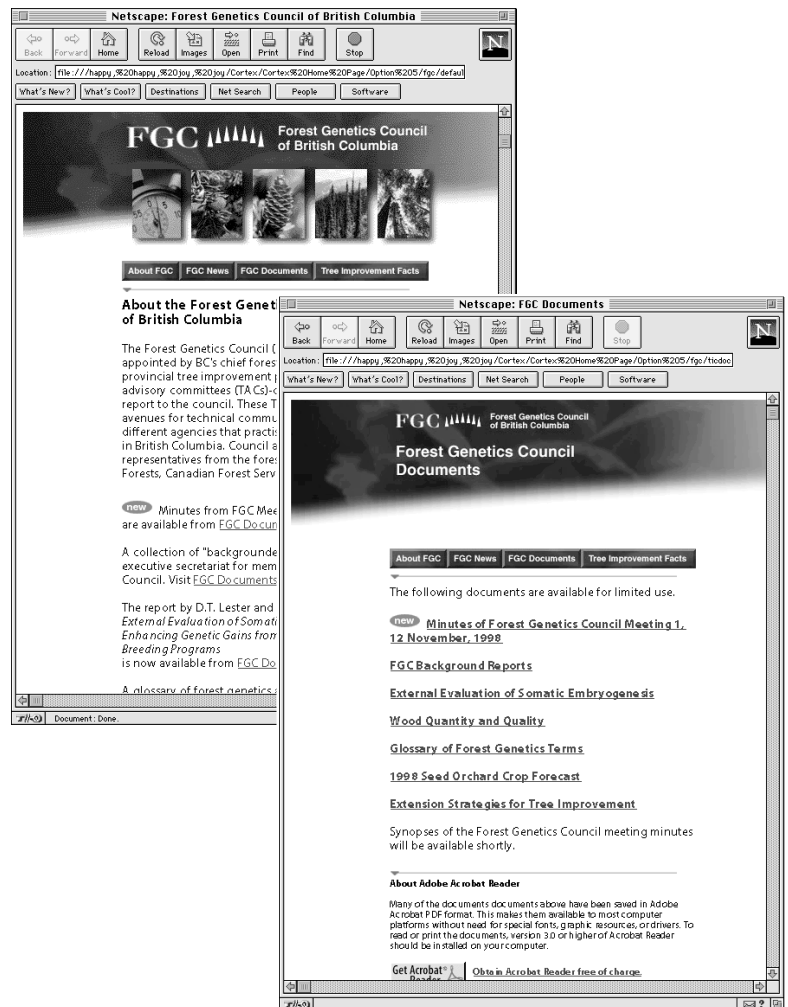 Netscape: Forest Genetics Council of British Columbia
Back Forward Home Reload Images Open Print Find Stop
N
Location: file:///happy,%20happy,%20joy,%20joy/Cortex/Cortex%20Home%20Page/Option%205/fgc/defaul
What's New? What's Cool? Destinations Net Search People Software
FGC Forest Genetics Council
of British Columbia
About FGC FGC News FGC Documents Tree Improvement Facts
About the Forest Genet
of British Columbia
The Forest Genetics Council (
appointed by BC's chief fores
provincial tree improvement
advisory committees (TACs)-c
report to the council. These T
avenues for technical commu
different agencies that practis
in British Columbia. Council a
representatives from the fores
Forests, Canadian Forest Serv
new Minutes from FGC Mee
are available from FGC Docun
A collection of "backgrounde
executive secretariat for mem
Council. Visit FGC Documents
The report by D.T. Lester and
External Evaluation of Somati
Enhancing Genetic Gains from
Breeding Programs
is now available from FGC Do
A glossary of forest genetics
Document: Done.
Netscape: FGC Documents
Back Forward Home Reload Images Open Print Find Stop
N
Location: file:///happy,%20happy,%20joy,%20joy/Cortex/Cortex%20Home%20Page/Option%205/fgc/ticdoc
What's New? What's Cool? Destinations Net Search People Software
FGC Forest Genetics Council
of British Columbia
Forest Genetics Council
Documents
About FGC FGC News FGC Documents Tree Improvement Facts
The following documents are available for limited use.
new Minutes of Forest Genetics Council Meeting 1,
12 November, 1998
FGC Background Reports
External Evaluation of Somatic Embryogenesis
Wood Quantity and Quality
Glossary of Forest Genetics Terms
1998 Seed Orchard Crop Forecast
Extension Strategies for Tree Improvement
Synopses of the Forest Genetics Council meeting minutes
will be available shortly.
About Adobe Acrobat Reader
Many of the documents documents above have been saved in Adobe
Acrobat PDF format. This makes them available to most computer
platforms without need for special fonts, graphic resources, or drivers. To
read or print the documents, version 3.0 or higher of Acrobat Reader
should be installed on your computer.
Get Acrobat®
Reader
Obtain Acrobat Reader free of charge.